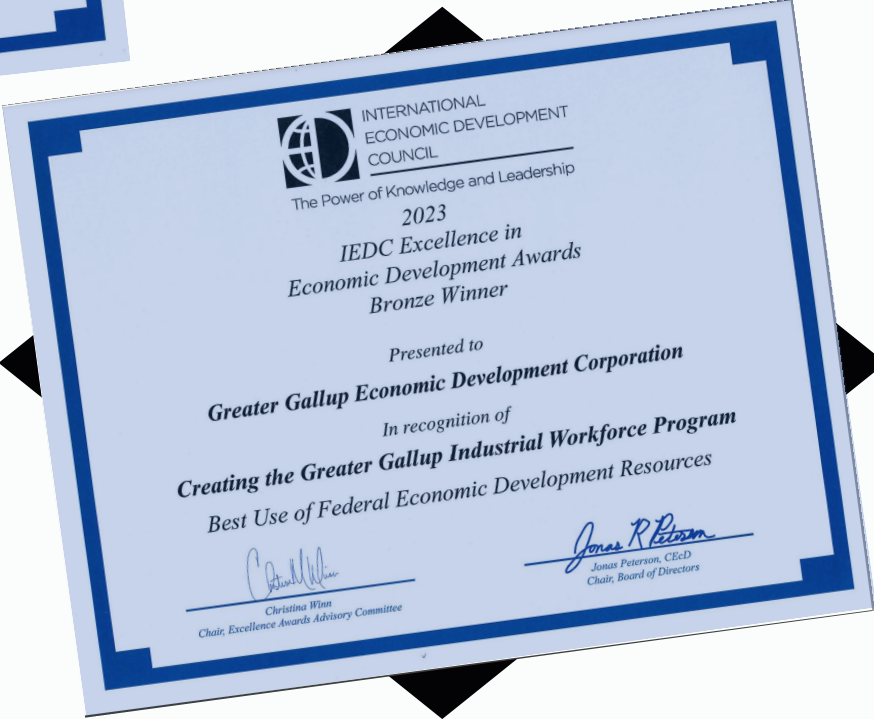 INTERNATIONAL
ECONOMIC DEVELOPMENT
COUNCIL
The Power of Knowledge and Leadership
2023
IEDC Excellence in
Economic Development Awards
Bronze Winner
Presented to
Greater Gallup Economic Development Corporation
In recognition of
Creating the Greater Gallup Industrial Workforce Program
Best Use of Federal Economic Development Resources
Christina M Winn
Christina Winn
Chair, Excellence Awards Advisory Committee
Jonas R Peterson
Jonas Peterson, CEcD
Chair, Board of Directors